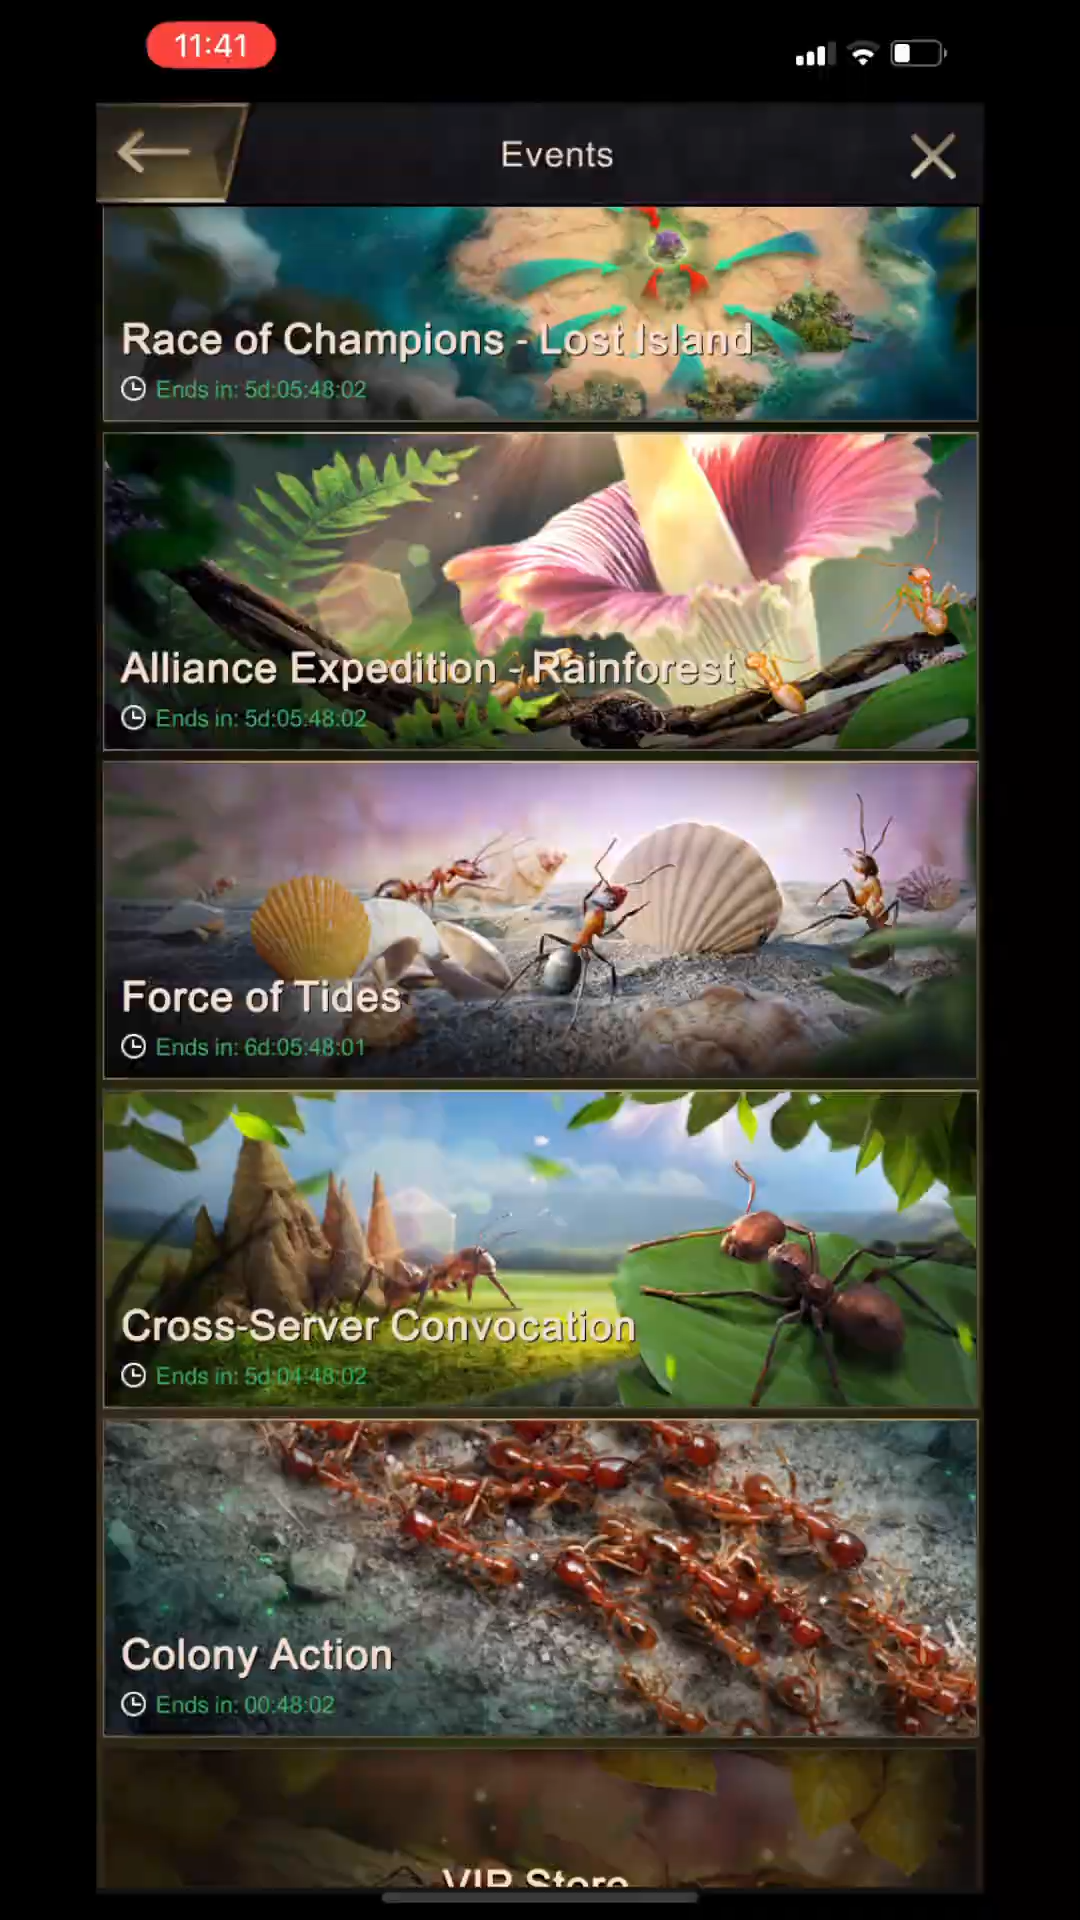 11:41
Events
Race of Champions - Lost Island
Ends in: 5d:05:48:02
Alliance Expedition - Rainforest
Ends in: 5d:05:48:02
Force of Tides
Ends in: 6d:05:48:01
Cross-Server Convocation
Ends in: 5d:04:48:02
Colony Action
Ends in: 00:48:02
VIP Store